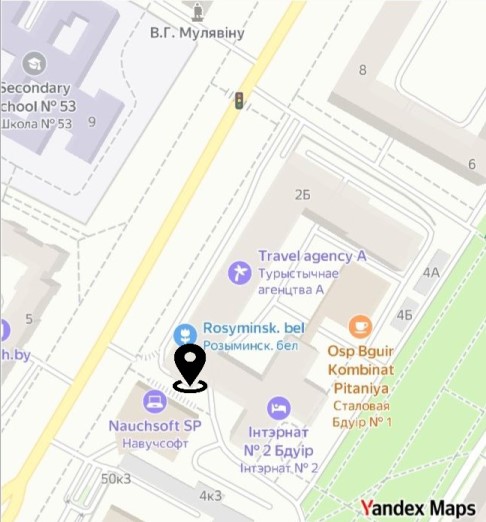 В.Г. Мулявіну
8
Secondary
chool № 53
Школа № 53
9
6
2Б
Travel agency A
Турыстычнае
агенцтва А
4А
4Б
5
h.by
Rosyminsk. bel
Розыминск. бел
Osp Bguir
Kombinat
Pitaniya
Сталовая
Бдуір № 1
Nauchsoft SP
Навучсофт
Інтэрнат
№ 2 Бдуір
Інтэрнат № 2
50к3
4к3
Yandex Maps